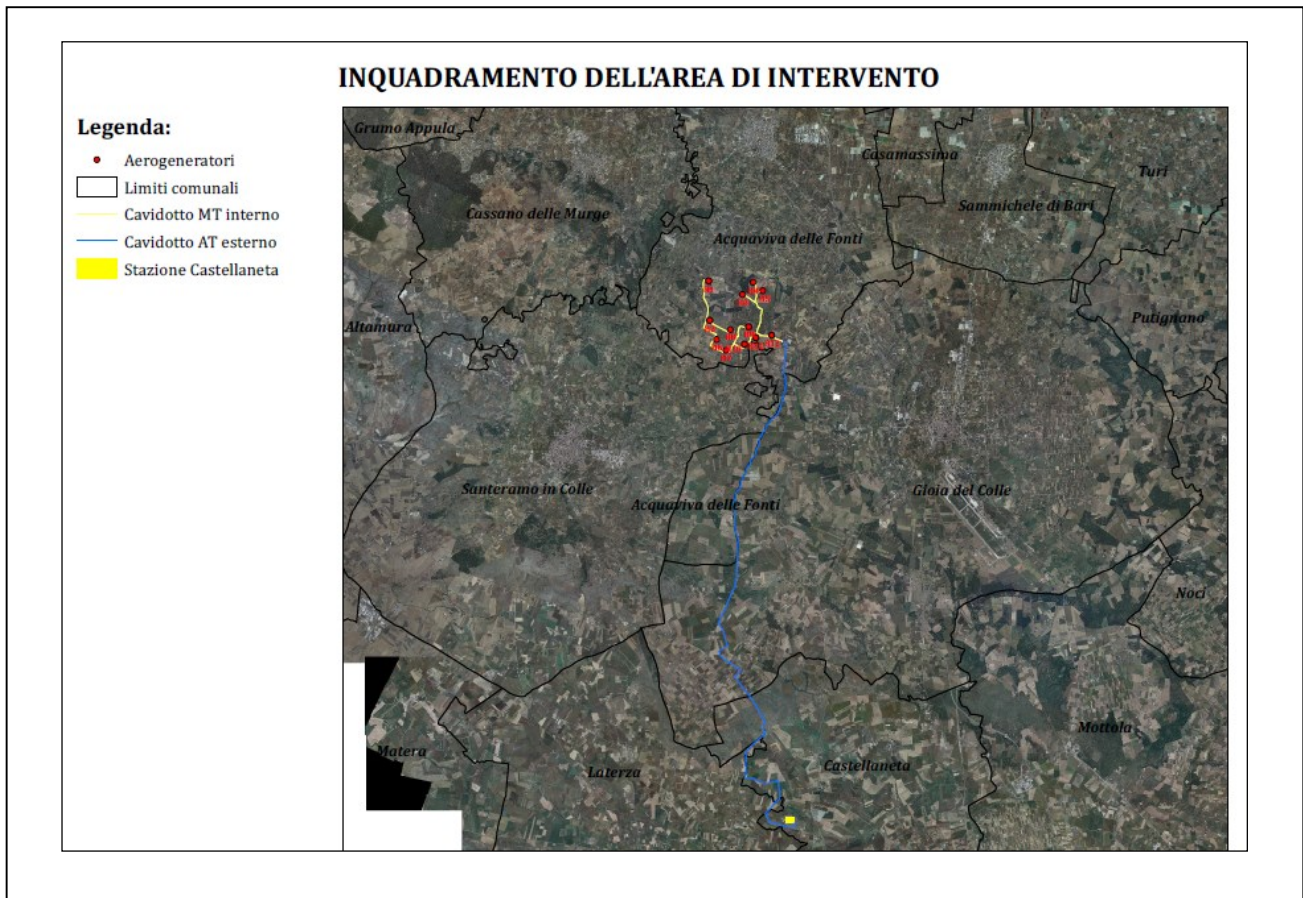 INQUADRAMENTO DELL'AREA DI INTERVENTO
Legenda:
Aerogeneratori
Limiti comunali
Cavidotto MT interno
Cavidotto AT esterno
Stazione Castellaneta
Grumo Appula
Casamassima
Turi
Cassano delle Murge
Sammichele di Bari
Acquaviva delle Fonti
Altamura
Putignano
Santeramo in Colle
Acquaviva delle Fonti
Gioia del Colle
Noci
Mottola
Matera
Laterza
Castellaneta